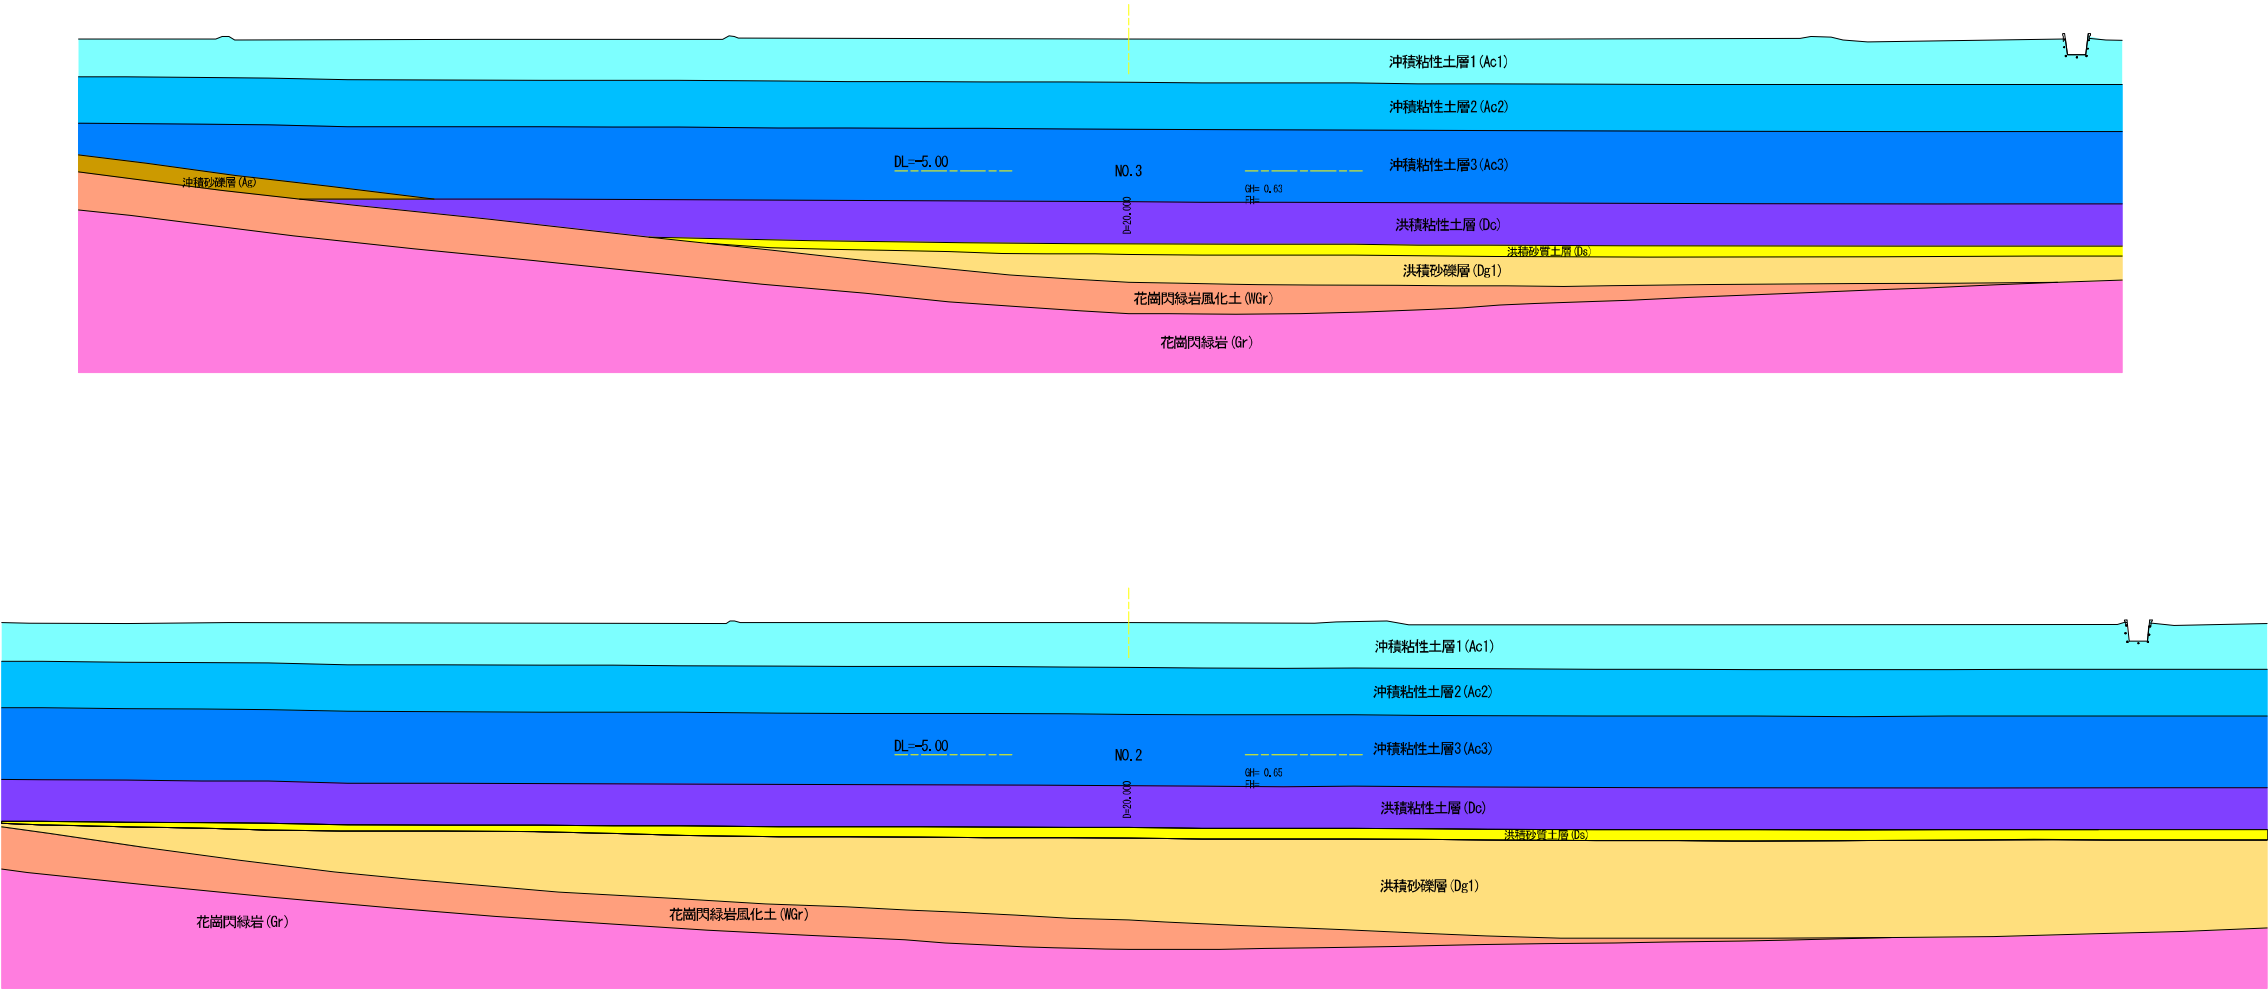 沖積粘性土層1(Ac1)
沖積粘性土層2(Ac2)
DL=-5.00
NO.3
沖積粘性土層3(Ac3)
沖積砂礫層(Ag)
GH= 0.63
FH=
D=20.000
洪積粘性土層(Dc)
洪積砂質土層(Ds)
洪積砂礫層(Dg1)
花崗閃緑岩風化土(WGr)
花崗閃緑岩(Gr)
沖積粘性土層1(Ac1)
沖積粘性土層2(Ac2)
DL=-5.00
NO.2
沖積粘性土層3(Ac3)
GH= 0.65
FH=
D=20.000
洪積粘性土層(Dc)
洪積砂質土層(Ds)
洪積砂礫層(Dg1)
花崗閃緑岩風化土(WGr)
花崗閃緑岩(Gr)